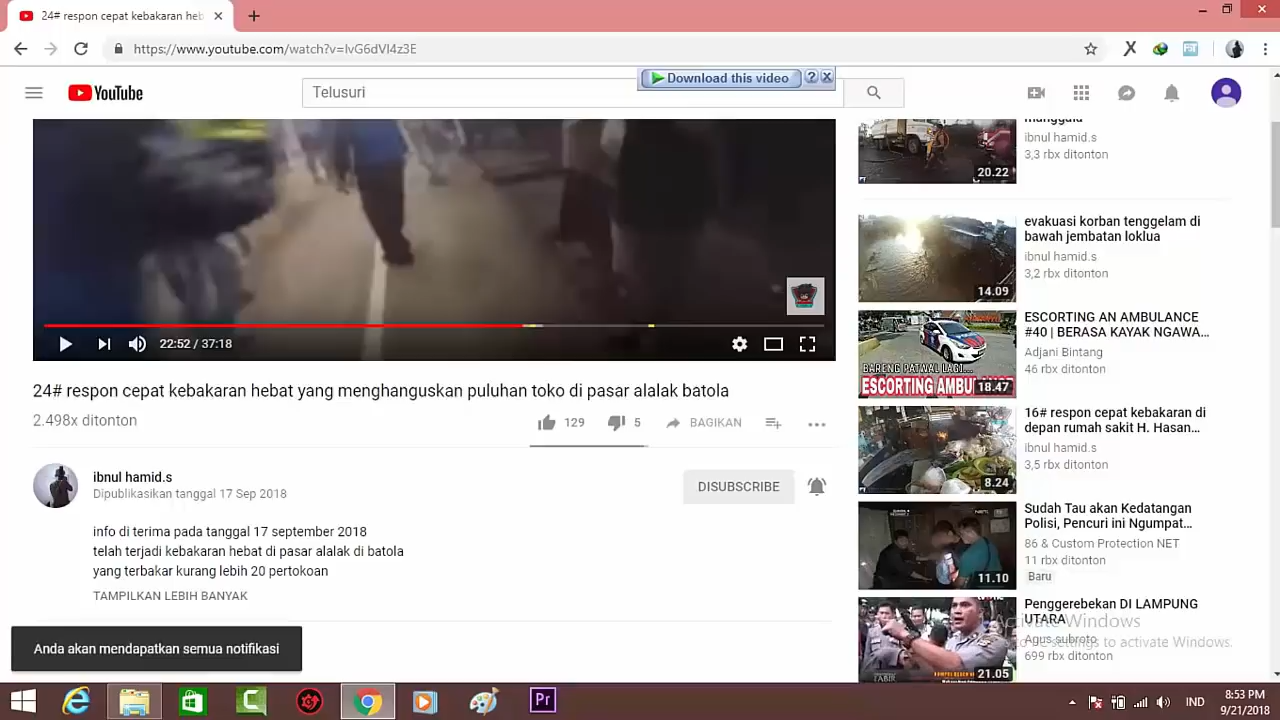 24# respon cepat kebakaran heb
https://www.youtube.com/watch?v=IvG6dVI4z3E
YouTube
Telusuri
Download this video
22:52 / 37:18
24# respon cepat kebakaran hebat yang menghanguskan puluhan toko di pasar alalak batola
2.498x ditonton
129
5
BAGIKAN
ibnul hamid.s
Dipublikasikan tanggal 17 Sep 2018
DISUBSCRIBE
info di terima pada tanggal 17 september 2018
telah terjadi kebakaran hebat di pasar alalak di batola
yang terbakar kurang lebih 20 pertokoan
TAMPILKAN LEBIH BANYAK
Anda akan mendapatkan semua notifikasi
manggala
ibnul hamid.s
3,3 rbx ditonton
20.22
evakuasi korban tenggelam di
bawah jembatan loklua
ibnul hamid.s
3,2 rbx ditonton
14.09
ESCORTING AN AMBULANCE
#40 | BERASA KAYAK NGAWA...
Adjani Bintang
46 rbx ditonton
BARENG PATWAL LAGI...
ESCORTING AMBU
18.47
16# respon cepat kebakaran di
depan rumah sakit H. Hasan...
ibnul hamid.s
3,5 rbx ditonton
8.24
Sudah Tau akan Kedatangan
Polisi, Pencuri ini Ngumpat...
86 & Custom Protection NET
11 rbx ditonton
Baru
11.10
Penggerebekan DI LAMPUNG
UTARA
Agus subroto
699 rbx ditonton
21.05
Activate Windows
to PC settings to activate Windows.
Pr
IND
8:53 PM
9/21/2018